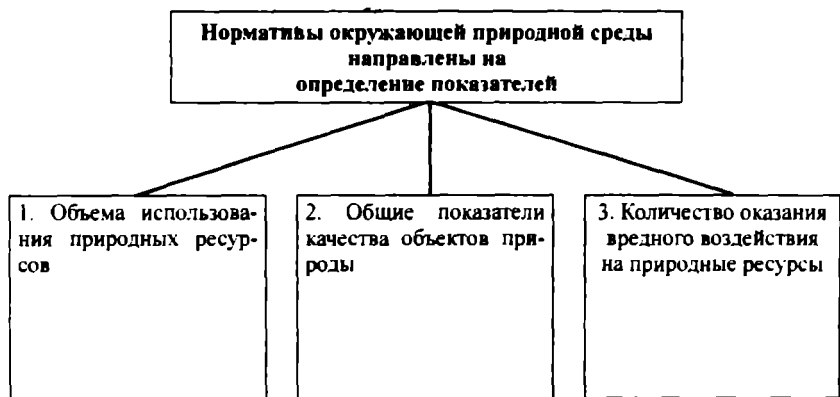 Нормативы окружающей природной среды
направлены на
определение показателей
1. Объема использова-
ния природных ресур-
сов
2. Общие показатели
качества объектов при-
роды
3. Количество оказания
вредного воздействия
на природные ресурсы